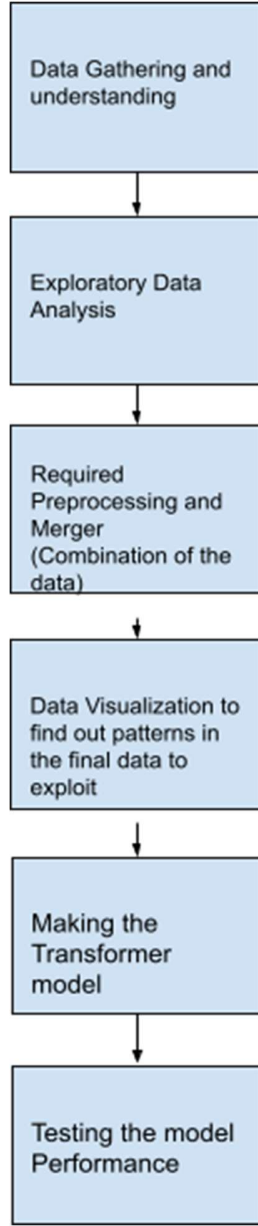 Data Gathering and
understanding
Exploratory Data
Analysis
Required
Preprocessing and
Merger
(Combination of the
data)
Data Visualization to
find out patterns in
the final data to
exploit
Making the
Transformer
model
Testing the model
Performance